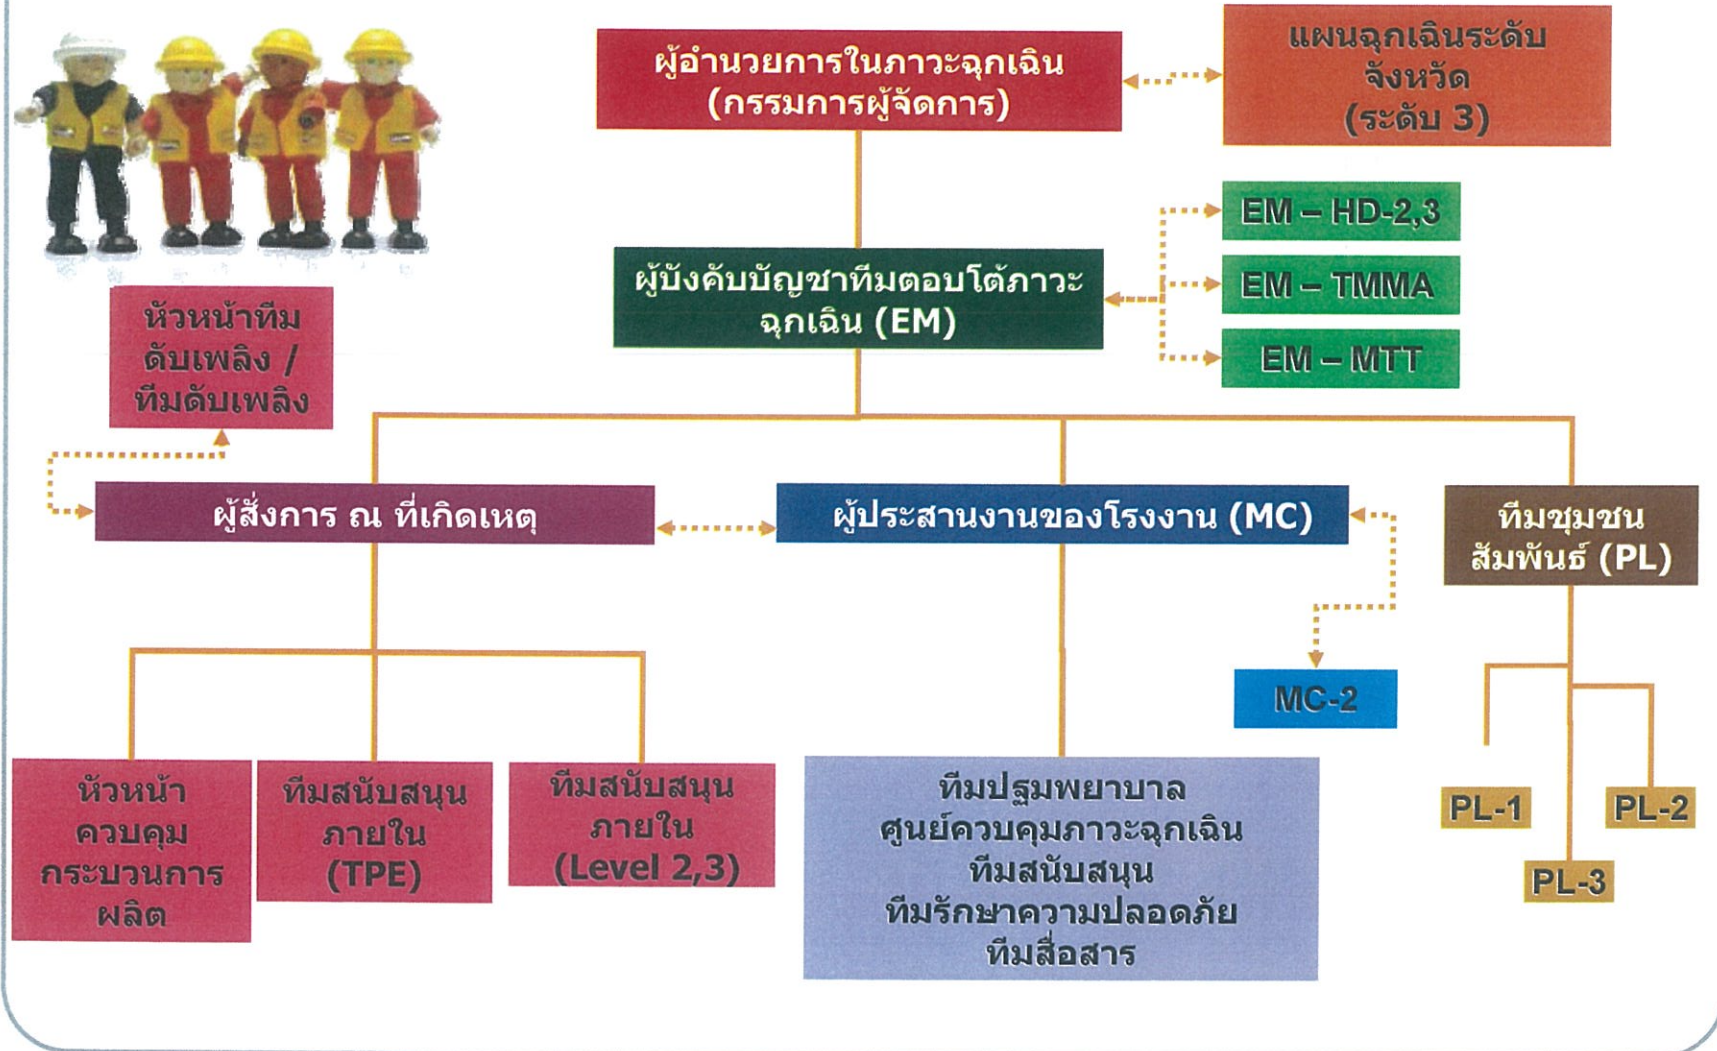 ผู้อำนวยการในภาวะฉุกเฉิน
(กรรมการผู้จัดการ)
แผนฉุกเฉินระดับ
จังหวัด
(ระดับ 3)
EM – HD-2,3
EM – TMMA
EM – MTT
ผู้บังคับบัญชาทีมตอบโต้ภาวะ
ฉุกเฉิน (EM)
หัวหน้าทีม
ดับเพลิง /
ทีมดับเพลิง
ผู้สั่งการ ณ ที่เกิดเหตุ
ผู้ประสานงานของโรงงาน (MC)
ทีมชุมชน
สัมพันธ์ (PL)
MC-2
หัวหน้า
ควบคุม
กระบวนการ
ผลิต
ทีมสนับสนุน
ภายใน
(TPE)
ทีมสนับสนุน
ภายใน
(Level 2,3)
ทีมปฐมพยาบาล
ศูนย์ควบคุมภาวะฉุกเฉิน
ทีมสนับสนุน
ทีมรักษาความปลอดภัย
ทีมสื่อสาร
PL-1
PL-2
PL-3